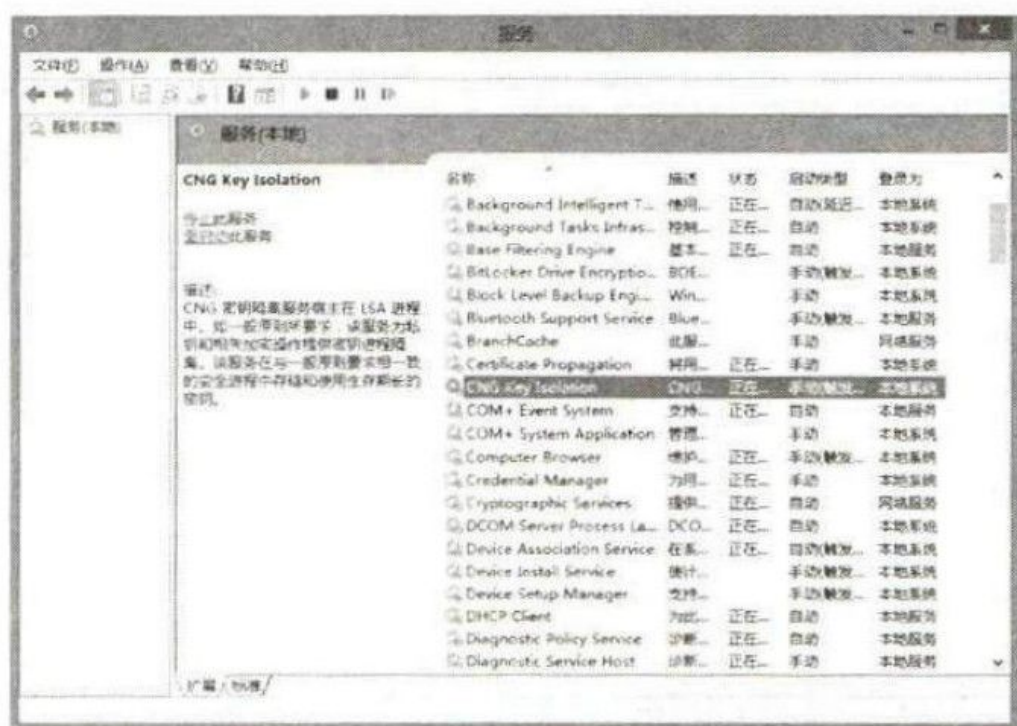 服务
文件(F) 操作(A) 查看(V) 帮助(H)
服务(本地)
服务(本地)
CNG Key Isolation
停止此服务
重启动此服务
描述:
CNG 密钥隔离服务宿主在 LSA 进程
中。如一般原则所要求，该服务为私
钥和相关加密操作提供密钥进程隔
离。该服务在与一般原则要求相一致
的安全进程中存储和使用生存期长的
密钥。
名称 描述 状态 启动类型 登录为
Background Intelligent T... 使用... 正在... 自动(延迟... 本地系统
Background Tasks Infras... 控制... 正在... 自动 本地系统
Base Filtering Engine 基本... 正在... 自动 本地服务
BitLocker Drive Encryptio... BDE... 手动(触发... 本地系统
Block Level Backup Engi... Win... 手动 本地系统
Bluetooth Support Service Blue... 手动(触发... 本地服务
BranchCache 此服... 手动 网络服务
Certificate Propagation 将用... 正在... 手动 本地系统
CNG Key Isolation CNG... 正在... 手动(触发... 本地系统
COM+ Event System 支持... 正在... 自动 本地服务
COM+ System Application 管理... 手动 本地系统
Computer Browser 维护... 正在... 手动(触发... 本地系统
Credential Manager 为用... 正在... 手动 本地系统
Cryptographic Services 提供... 正在... 自动 网络服务
DCOM Server Process La... DCO... 正在... 自动 本地系统
Device Association Service 在系... 正在... 自动(触发... 本地系统
Device Install Service 使计... 手动(触发... 本地系统
Device Setup Manager 支持... 手动(触发... 本地系统
DHCP Client 为此... 正在... 自动 本地服务
Diagnostic Policy Service 诊断... 正在... 自动 本地服务
Diagnostic Service Host 诊断... 正在... 手动 本地服务
扩展 标准